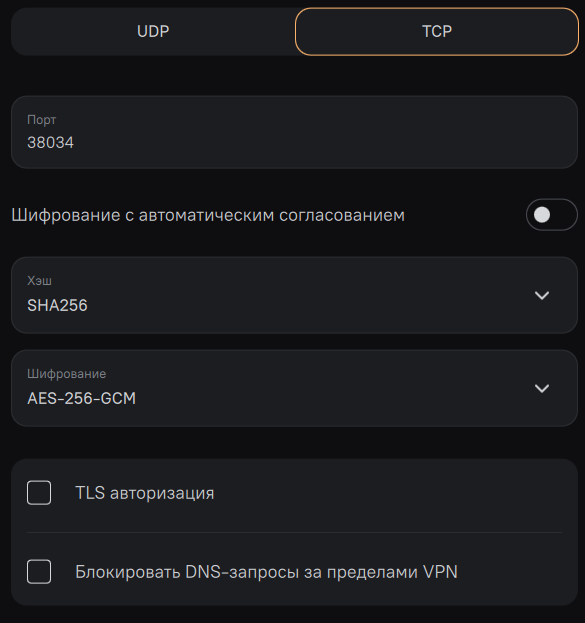 UDP
TCP
Порт
38034
Шифрование с автоматическим согласованием
Хэш
SHA256
Шифрование
AES-256-GCM
TLS авторизация
Блокировать DNS-запросы за пределами VPN